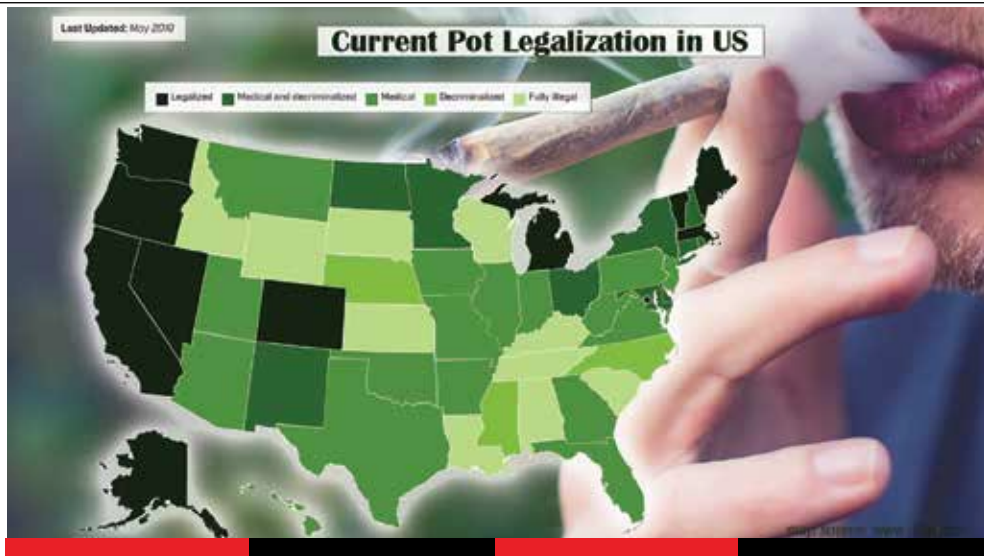 Last Updated: May 2019
Current Pot Legalization in US
Legalized Medical and decriminalized Medical Decriminalized Fully illegal